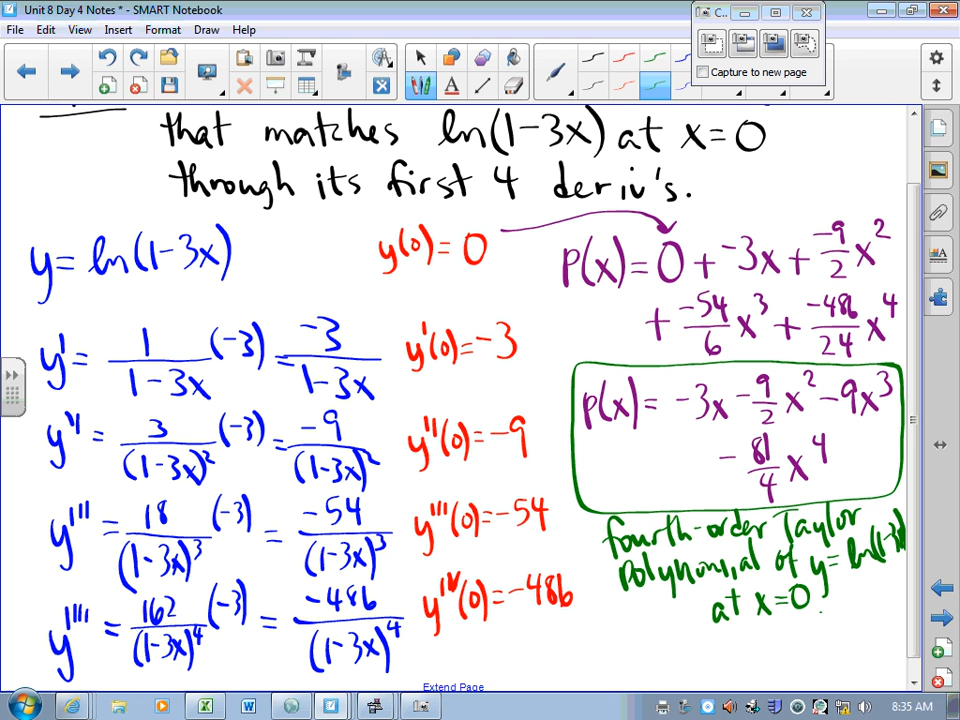 Unit 8 Day 4 Notes * - SMART Notebook
C..
File Edit View Insert Format Draw Help
Capture to new page
that matches ln(1-3x) at x=0
through its first 4 deriv's.
y = ln(1-3x)
y(0) = 0
p(x) = 0 + -3x + -9/2 x^2
+ -54/6 x^3 + -486/24 x^4
y' = 1/(1-3x) (-3) = -3/(1-3x)
y'(0) = -3
p(x) = -3x - 9/2 x^2 - 9x^3
- 81/4 x^4
y'' = 3/(1-3x)^2 (-3) = -9/(1-3x)^2
y''(0) = -9
y''' = 18/(1-3x)^3 (-3) = -54/(1-3x)^3
y'''(0) = -54
fourth-order Taylor
Polynomial of y = ln(1-3x)
at x=0.
y'''' = 162/(1-3x)^4 (-3) = -486/(1-3x)^4
y^IV(0) = -486
Extend Page
8:35 AM